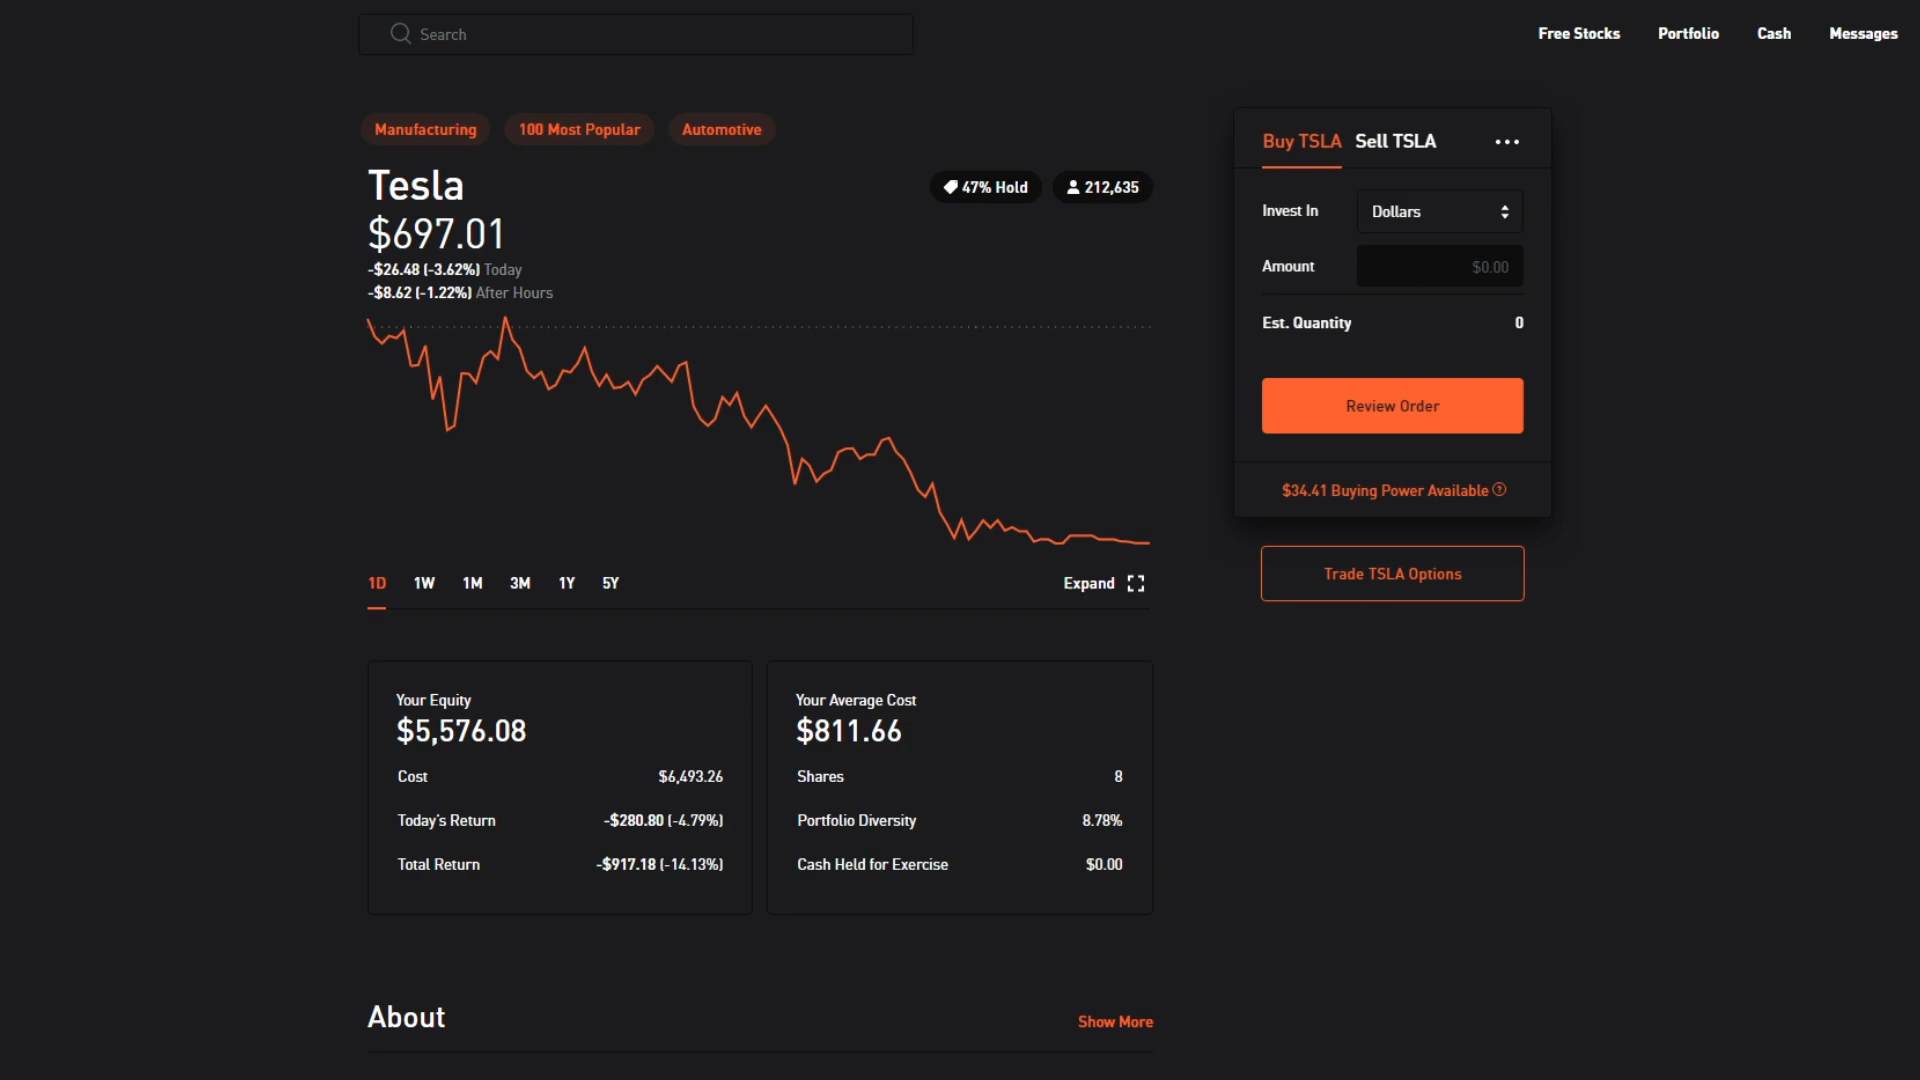 Search
Free Stocks Portfolio Cash Messages
Manufacturing 100 Most Popular Automotive
Tesla
47% Hold 212,635
$697.01
-$26.48 (-3.62%) Today
-$8.62 (-1.22%) After Hours
1D 1W 1M 3M 1Y 5Y Expand
Your Equity
$5,576.08
Cost $6,493.26
Today's Return -$280.80 (-4.79%)
Total Return -$917.18 (-14.13%)
Your Average Cost
$811.66
Shares 8
Portfolio Diversity 8.78%
Cash Held for Exercise $0.00
About Show More
Buy TSLA Sell TSLA
Invest In Dollars
Amount $0.00
Est. Quantity 0
Review Order
$34.41 Buying Power Available ?
Trade TSLA Options